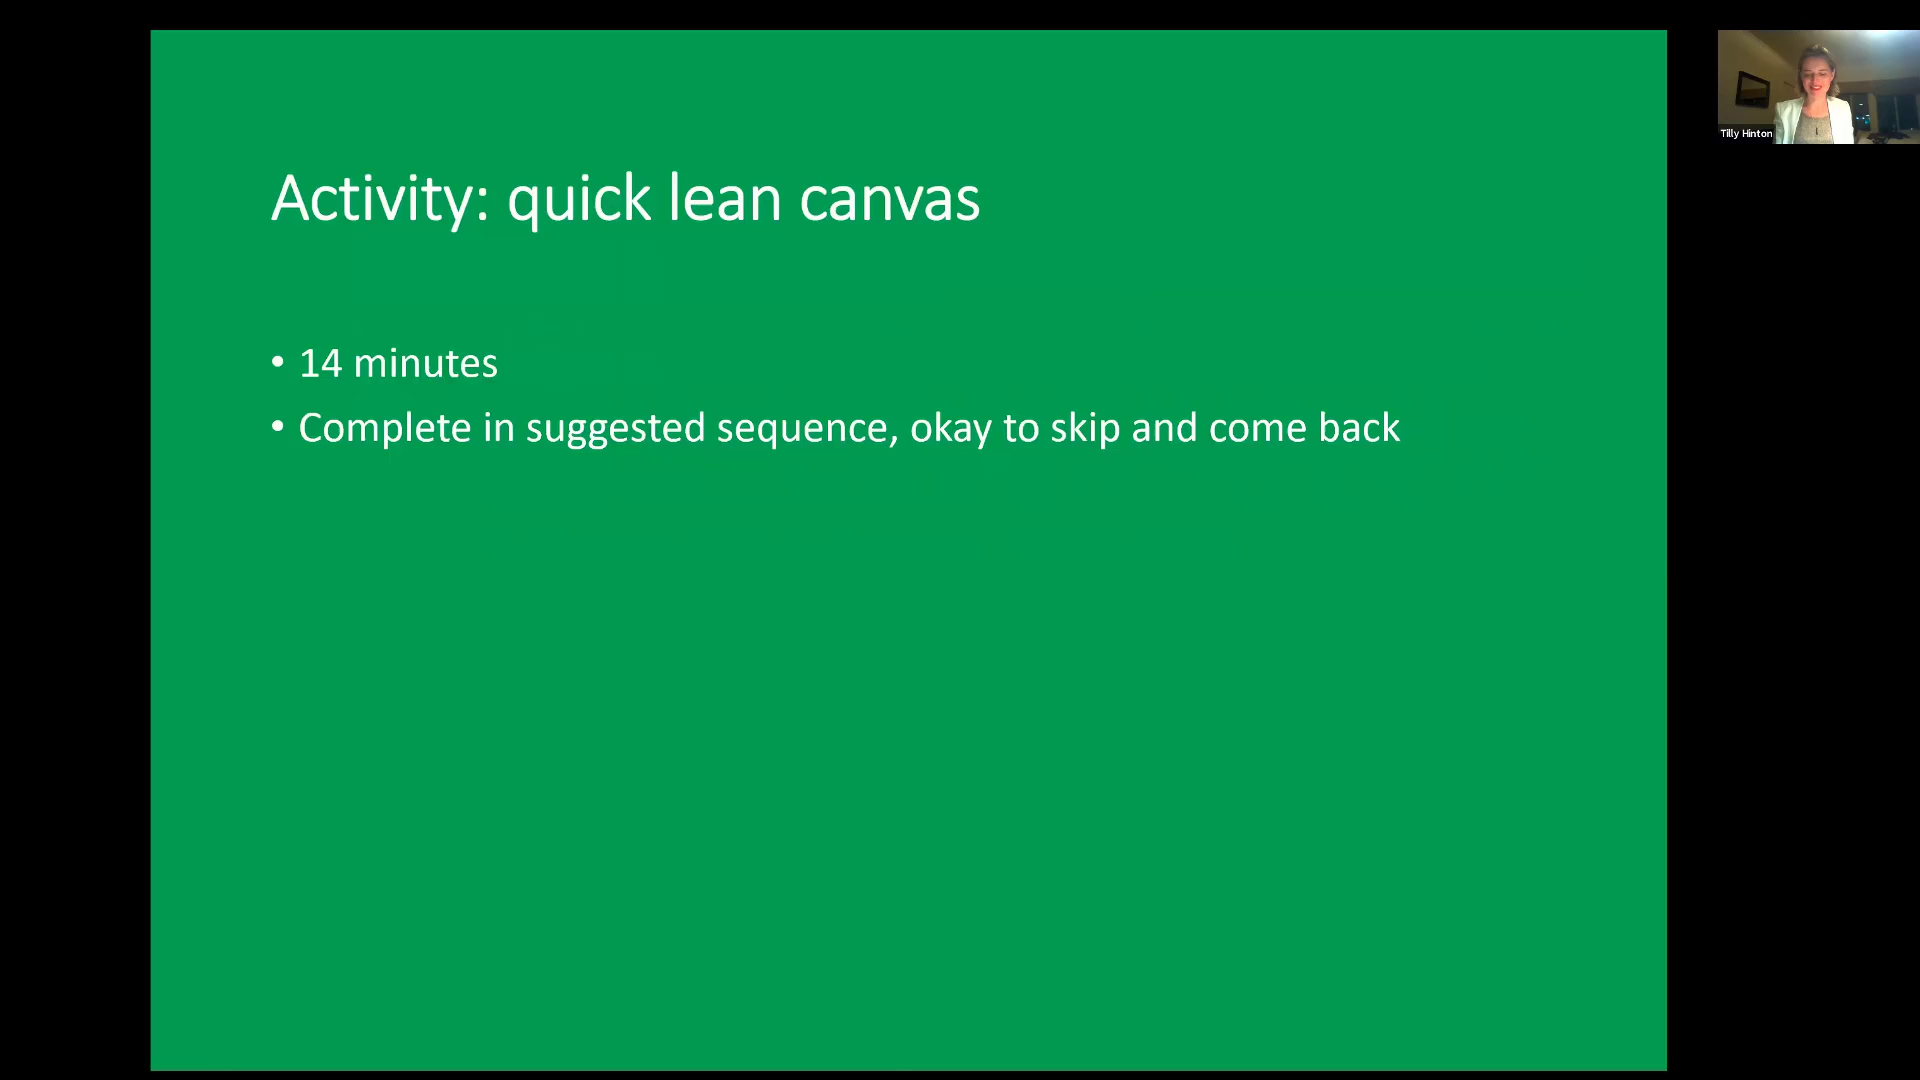 Activity: quick lean canvas
• 14 minutes
• Complete in suggested sequence, okay to skip and come back
Tilly Hinton